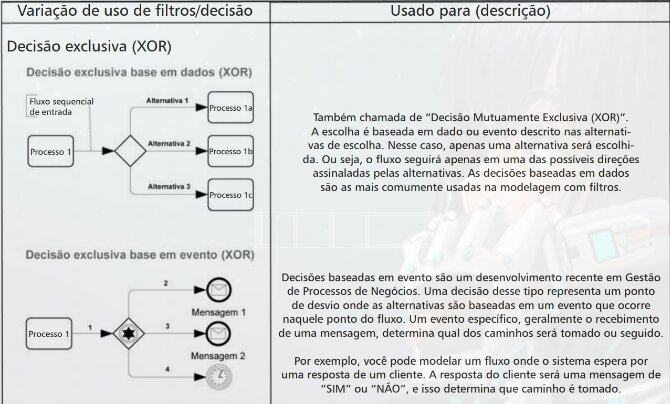 Variação de uso de filtros/decisão
Usado para (descrição)
Decisão exclusiva (XOR)
Decisão exclusiva base em dados (XOR)
Fluxo sequencial
de entrada
Processo 1
Alternativa 1
Processo 1a
Alternativa 2
Processo 1b
Alternativa 3
Processo 1c
Também chamada de “Decisão Mutuamente Exclusiva (XOR)”.
A escolha é baseada em dado ou evento descrito nas alternati-
vas de escolha. Nesse caso, apenas uma alternativa será escolhi-
da. Ou seja, o fluxo seguirá apenas em uma das possíveis direções
assinaladas pelas alternativas. As decisões baseadas em dados
são as mais comumente usadas na modelagem com filtros.
Decisão exclusiva base em evento (XOR)
Processo 1
1
2
Mensagem 1
3
Mensagem 2
4
Decisões baseadas em evento são um desenvolvimento recente em Gestão
de Processos de Negócios. Uma decisão desse tipo representa um ponto
de desvio onde as alternativas são baseadas em um evento que ocorre
naquele ponto do fluxo. Um evento específico, geralmente o recebimento
de uma mensagem, determina qual dos caminhos será tomado ou seguido.
Por exemplo, você pode modelar um fluxo onde o sistema espera por
uma resposta de um cliente. A resposta do cliente será uma mensagem de
“SIM” ou “NÃO”, e isso determina que caminho é tomado.